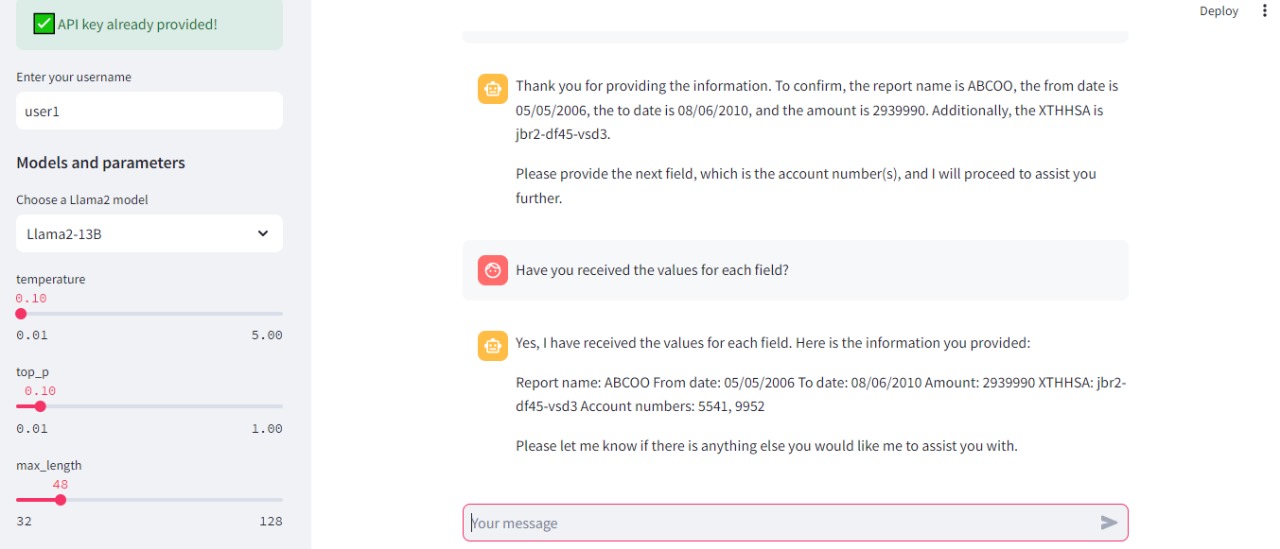 API key already provided!
Enter your username
user1
Models and parameters
Choose a Llama2 model
Llama2-13B
temperature
0.10
0.01 5.00
top_p
0.10
0.01 1.00
max_length
48
32 128
Deploy
Thank you for providing the information. To confirm, the report name is ABCOO, the from date is
05/05/2006, the to date is 08/06/2010, and the amount is 2939990. Additionally, the XTHHSA is
jbr2-df45-vsd3.
Please provide the next field, which is the account number(s), and I will proceed to assist you
further.
Have you received the values for each field?
Yes, I have received the values for each field. Here is the information you provided:
Report name: ABCOO From date: 05/05/2006 To date: 08/06/2010 Amount: 2939990 XTHHSA: jbr2-
df45-vsd3 Account numbers: 5541, 9952
Please let me know if there is anything else you would like me to assist you with.
Your message